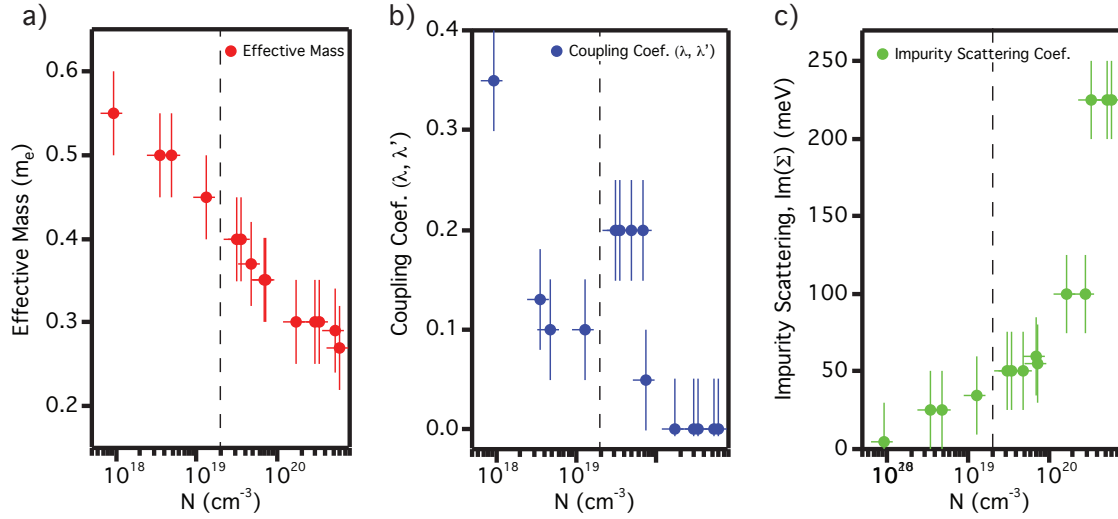 a)
Effective Mass
Effective Mass (mₑ)
0.6
0.5
0.4
0.3
0.2
10¹⁸
10¹⁹
10²⁰
N (cm⁻³)
b)
Coupling Coef. (λ, λ’)
Coupling Coef. (λ, λ’)
0.4
0.3
0.2
0.1
0.0
10¹⁸
10¹⁹
N (cm⁻³)
c)
Impurity Scattering Coef.
Impurity Scattering, Im(Σ) (meV)
250
200
150
100
50
0
10¹⁹
10²⁰
N (cm⁻³)